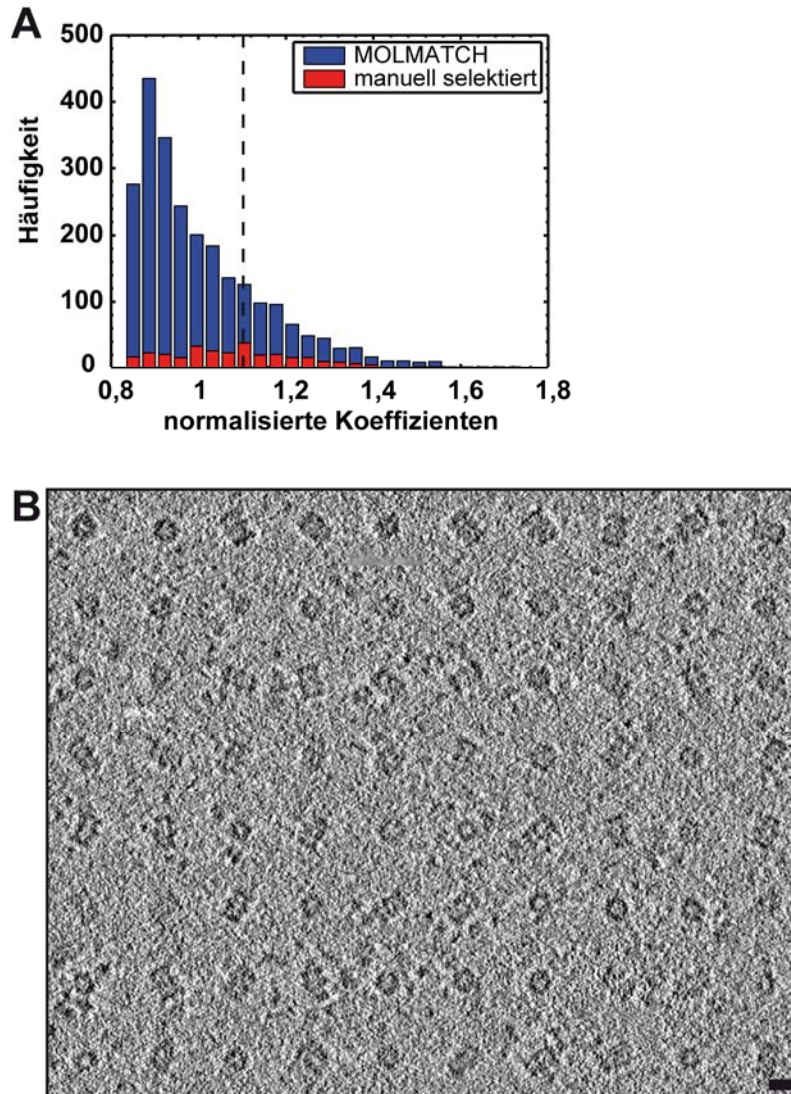 A
500
400
300
200
100
0
Häufigkeit
MOLMATCH
manuell selektiert
0,8 1 1,2 1,4 1,6 1,8
normalisierte Koeffizienten
B